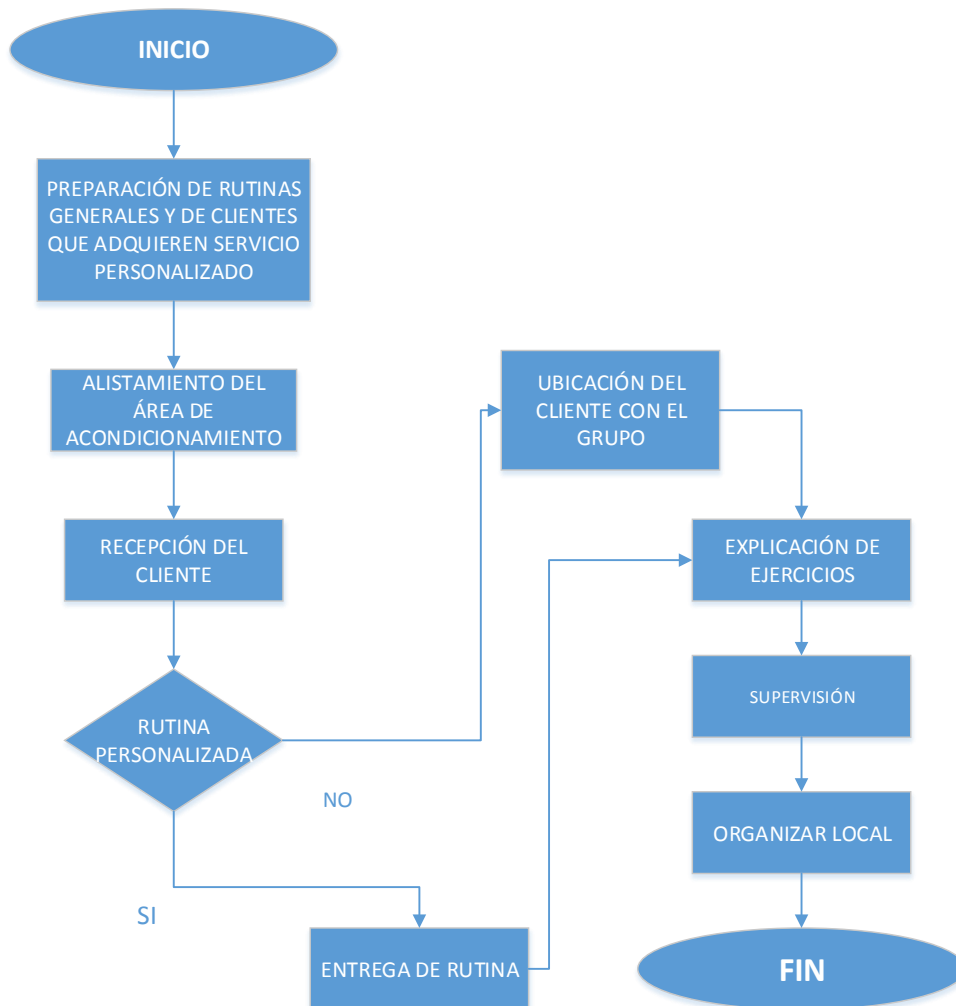 INICIO
PREPARACIÓN DE RUTINAS
GENERALES Y DE CLIENTES
QUE ADQUIEREN SERVICIO
PERSONALIZADO
ALISTAMIENTO DEL
ÁREA DE
ACONDICIONAMIENTO
RECEPCIÓN DEL
CLIENTE
RUTINA
PERSONALIZADA
NO
SI
UBICACIÓN DEL
CLIENTE CON EL
GRUPO
ENTREGA DE RUTINA
EXPLICACIÓN DE
EJERCICIOS
SUPERVISIÓN
ORGANIZAR LOCAL
FIN